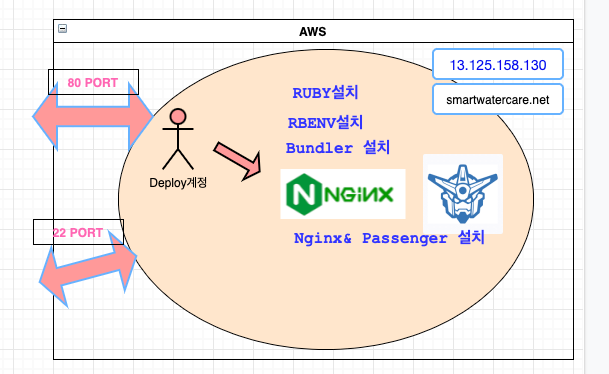 AWS
13.125.158.130
80 PORT
smartwatercare.net
RUBY설치
RBENV설치
Bundler 설치
Deploy계정
NGINX
22 PORT
Nginx& Passenger 설치